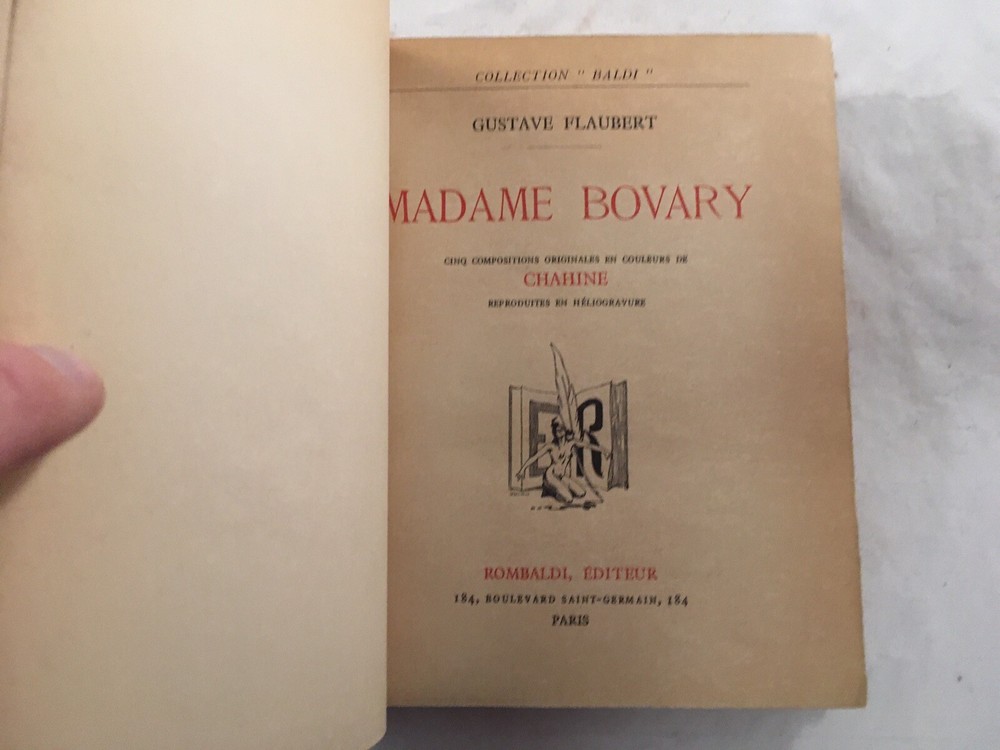 COLLECTION " BALDI "
GUSTAVE FLAUBERT
MADAME BOVARY
CINQ COMPOSITIONS ORIGINALES EN COULEURS DE
CHAHINE
REPRODUITES EN HÉLIOGRAVURE
ER
ROMBALDI, ÉDITEUR
184, BOULEVARD SAINT-GERMAIN, 184
PARIS